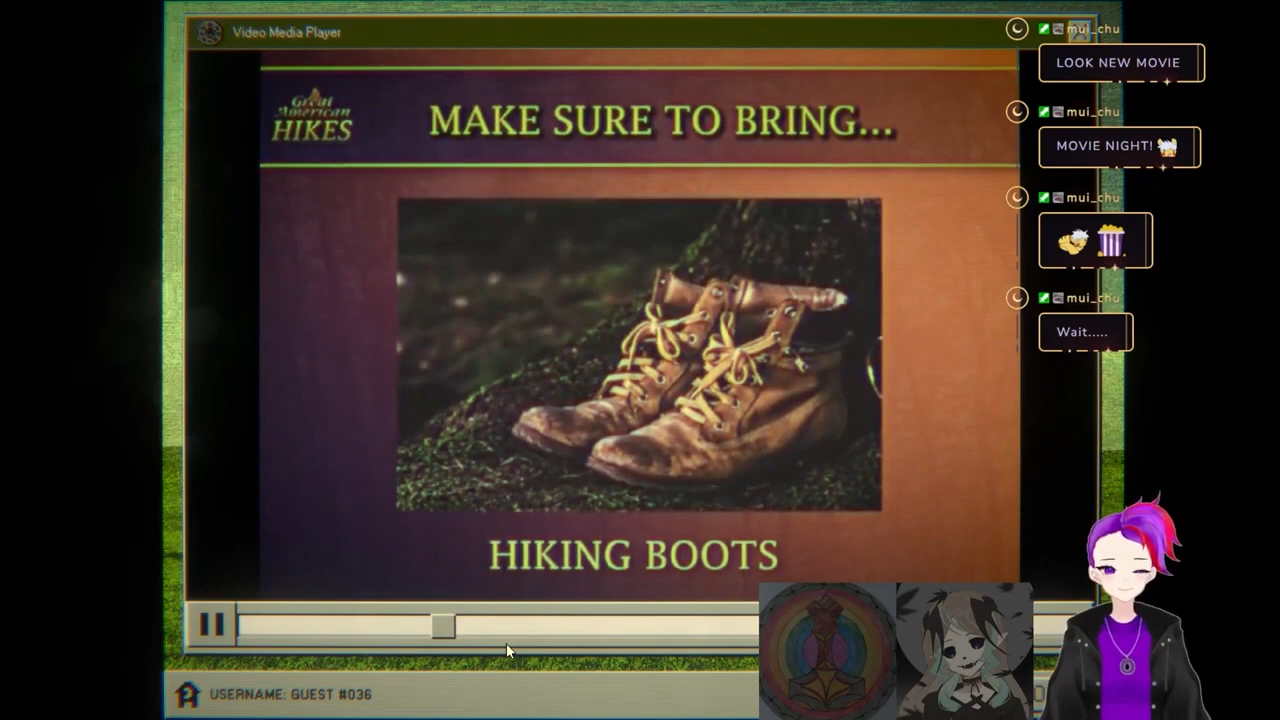 Video Media Player
Great
American
HIKES
MAKE SURE TO BRING...
HIKING BOOTS
USERNAME: GUEST #036
mui_chu
LOOK NEW MOVIE
mui_chu
MOVIE NIGHT!
mui_chu
mui_chu
Wait.....